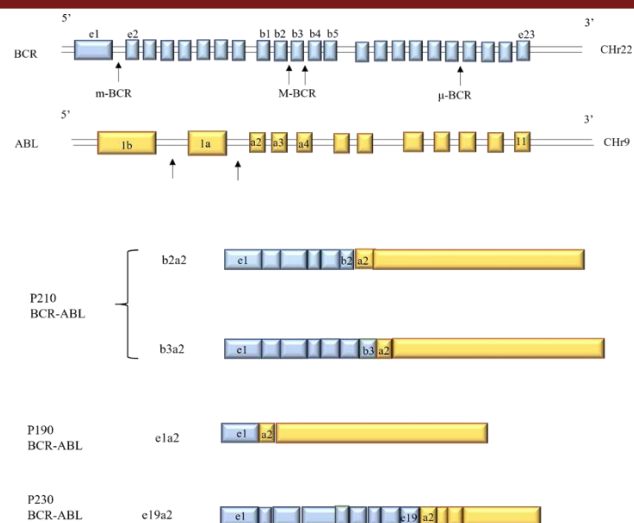 5'
3'
e1 e2 b1 b2 b3 b4 b5 e23
BCR
CHr22
m-BCR M-BCR μ-BCR
5'
3'
ABL
1b 1a a2 a3 a4 11
CHr9
b2a2 e1 b2 a2
P210
BCR-ABL
b3a2 e1 b3 a2
P190
BCR-ABL
e1a2 e1 a2
P230
BCR-ABL
e19a2 e1 e19 a2